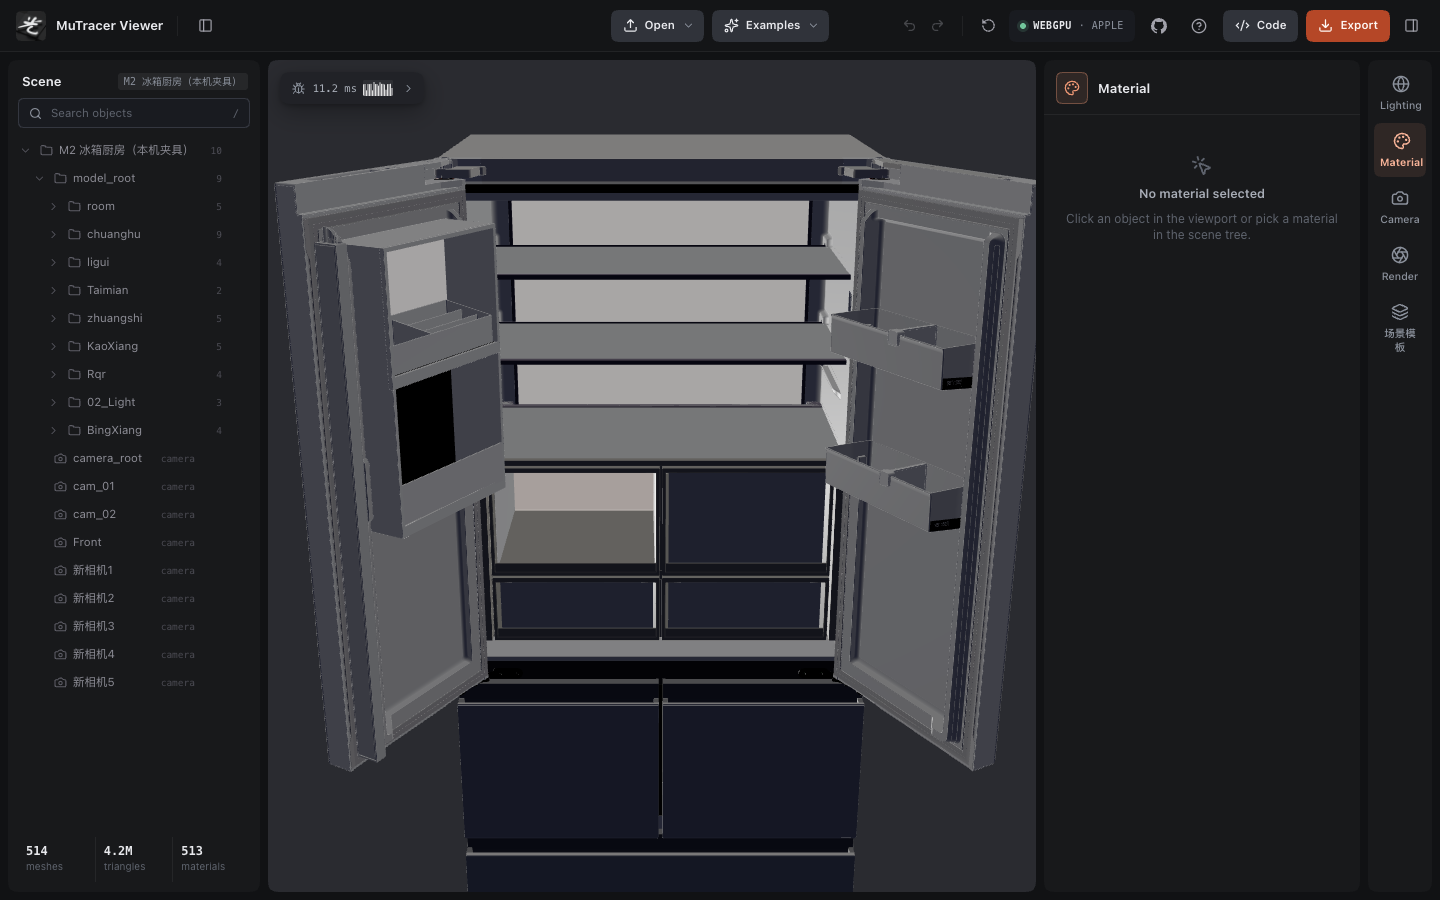 MuTracer Viewer
Open
Examples
WEBGPU · APPLE
Code
Export
Scene
M2 冰箱厨房（本机夹具）
Search objects
/
M2 冰箱厨房（本机夹具）
10
model_root
9
room
5
chuanghu
9
ligui
4
Taimian
2
zhuangshi
5
KaoXiang
5
Rqr
4
02_Light
3
BingXiang
4
camera_root
camera
cam_01
camera
cam_02
camera
Front
camera
新相机1
camera
新相机2
camera
新相机3
camera
新相机4
camera
新相机5
camera
514
meshes
4.2M
triangles
513
materials
11.2 ms
Material
No material selected
Click an object in the viewport or pick a material
in the scene tree.
Lighting
Material
Camera
Render
场景模
板